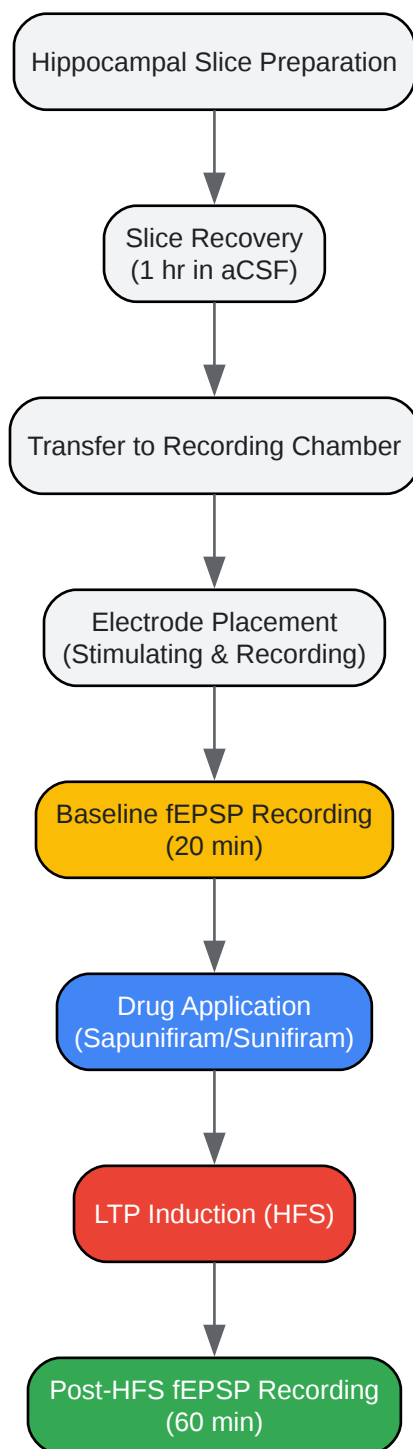 Hippocampal Slice Preparation
Slice Recovery
(1 hr in aCSF)
Transfer to Recording Chamber
Electrode Placement
(Stimulating & Recording)
Baseline fEPSP Recording
(20 min)
Drug Application
(Sapunifiram/Sunifiram)
LTP Induction (HFS)
Post-HFS fEPSP Recording
(60 min)